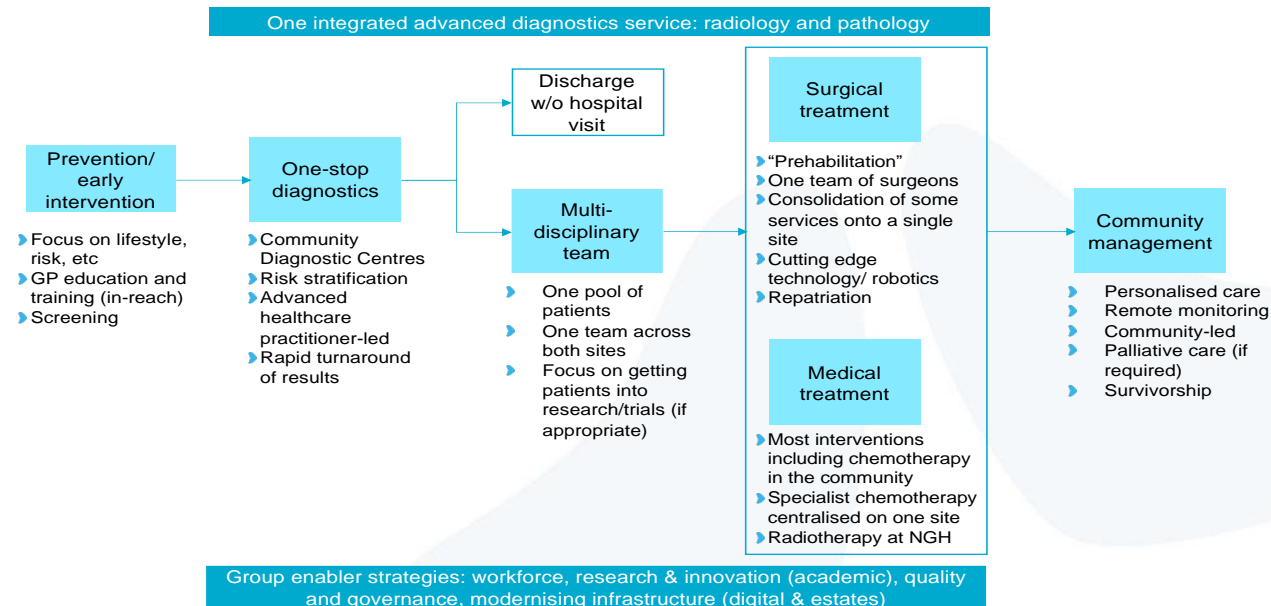 One integrated advanced diagnostics service: radiology and pathology
Prevention/
early
intervention
Focus on lifestyle,
risk, etc
GP education and
training (in-reach)
Screening
One-stop
diagnostics
Community
Diagnostic Centres
Risk stratification
Advanced
healthcare
practitioner-led
Rapid turnaround
of results
Discharge
w/o hospital
visit
Multi-
disciplinary
team
One pool of
patients
One team across
both sites
Focus on getting
patients into
research/trials (if
appropriate)
Surgical
treatment
“Prehabilitation”
One team of surgeons
Consolidation of some
services onto a single
site
Cutting edge
technology/ robotics
Repatriation
Medical
treatment
Most interventions
including chemotherapy
in the community
Specialist chemotherapy
centralised on one site
Radiotherapy at NGH
Community
management
Personalised care
Remote monitoring
Community-led
Palliative care (if
required)
Survivorship
Group enabler strategies: workforce, research & innovation (academic), quality
and governance, modernising infrastructure (digital & estates)